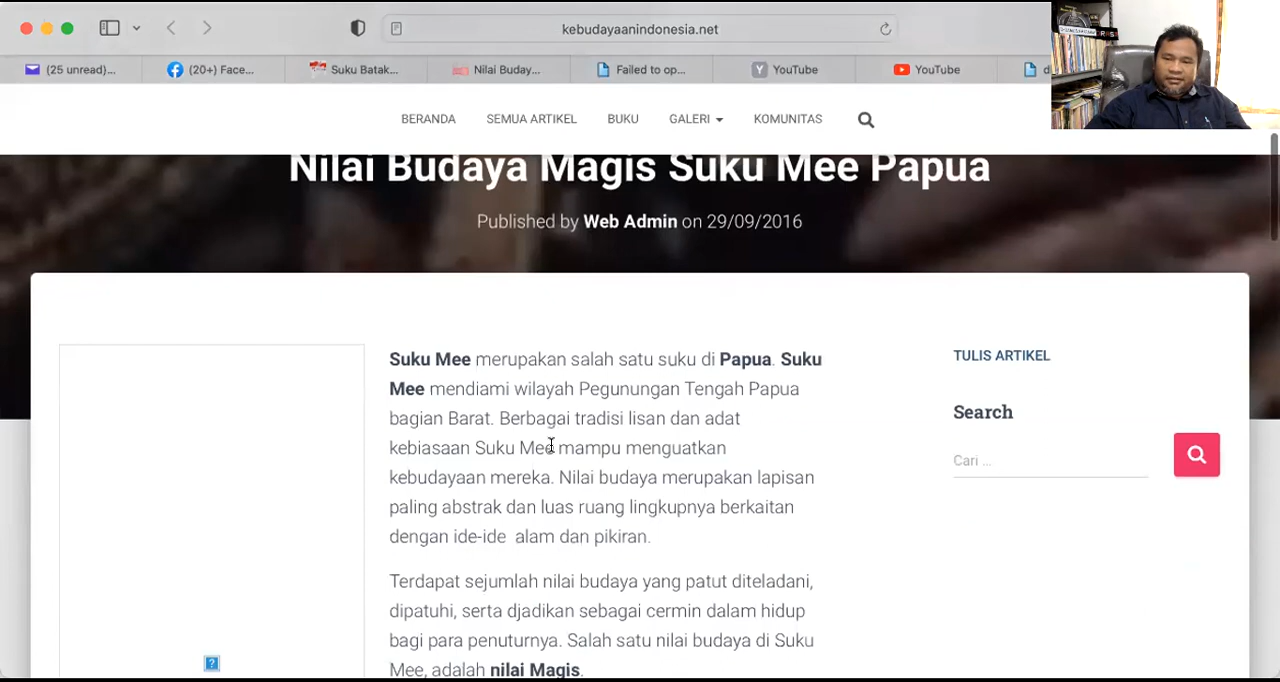 kebudayaanindonesia.net
(25 unread)...
(20+) Face...
Suku Batak...
Nilai Buday...
Failed to op...
YouTube
YouTube
d
BERANDA SEMUA ARTIKEL BUKU GALERI KOMUNITAS
Nilai Budaya Magis Suku Mee Papua
Published by Web Admin on 29/09/2016
Suku Mee merupakan salah satu suku di Papua. Suku
Mee mendiami wilayah Pegunungan Tengah Papua
bagian Barat. Berbagai tradisi lisan dan adat
kebiasaan Suku Mee mampu menguatkan
kebudayaan mereka. Nilai budaya merupakan lapisan
paling abstrak dan luas ruang lingkupnya berkaitan
dengan ide-ide alam dan pikiran.
Terdapat sejumlah nilai budaya yang patut diteladani,
dipatuhi, serta djadikan sebagai cermin dalam hidup
bagi para penuturnya. Salah satu nilai budaya di Suku
Mee, adalah nilai Magis.
TULIS ARTIKEL
Search
Cari ...